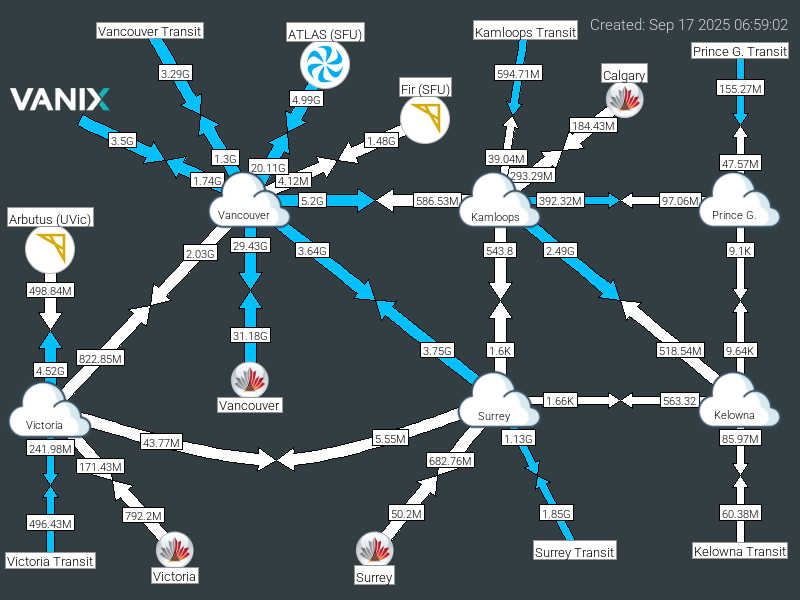 Created: Sep 17 2025 06:59:02
Vancouver Transit
ATLAS (SFU)
Kamloops Transit
Prince G. Transit
3.29G
594.71M
Calgary
155.27M
VANIX
4.99G
Fir (SFU)
184.43M
3.5G
1.3G
1.48G
39.04M
47.57M
1.74G
20.11G
4.12M
293.29M
5.2G
586.53M
392.32M
97.06M
Arbutus (UVic)
Vancouver
Kamloops
Prince G.
2.03G
29.43G
3.64G
543.8
2.49G
9.1K
498.84M
822.85M
31.18G
3.75G
1.6K
518.54M
9.64K
4.52G
Vancouver
1.66K
563.32
Victoria
Surrey
Kelowna
241.98M
43.77M
5.55M
1.13G
85.97M
171.43M
682.76M
496.43M
792.2M
50.2M
1.85G
60.38M
Victoria Transit
Victoria
Surrey
Surrey Transit
Kelowna Transit